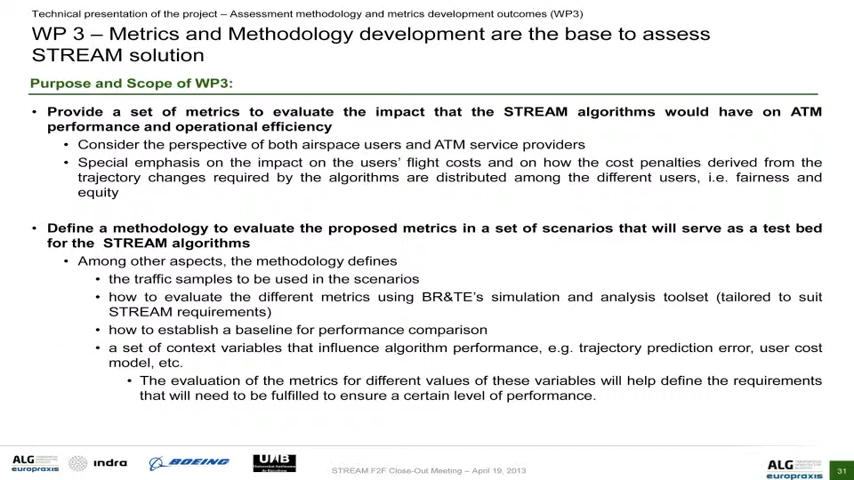 Technical presentation of the project – Assessment methodology and metrics development outcomes (WP3)
WP 3 – Metrics and Methodology development are the base to assess
STREAM solution
Purpose and Scope of WP3:
• Provide a set of metrics to evaluate the impact that the STREAM algorithms would have on ATM
performance and operational efficiency
• Consider the perspective of both airspace users and ATM service providers
• Special emphasis on the impact on the users' flight costs and on how the cost penalties derived from the
trajectory changes required by the algorithms are distributed among the different users, i.e. fairness and
equity
• Define a methodology to evaluate the proposed metrics in a set of scenarios that will serve as a test bed
for the STREAM algorithms
• Among other aspects, the methodology defines
• the traffic samples to be used in the scenarios
• how to evaluate the different metrics using BR&TE's simulation and analysis toolset (tailored to suit
STREAM requirements)
• how to establish a baseline for performance comparison
• a set of context variables that influence algorithm performance, e.g. trajectory prediction error, user cost
model, etc.
• The evaluation of the metrics for different values of these variables will help define the requirements
that will need to be fulfilled to ensure a certain level of performance.
ALG
europraxis
indra
BOEING
UAB
STREAM F2F Close-Out Meeting – April 19, 2013
ALG
europraxis
31